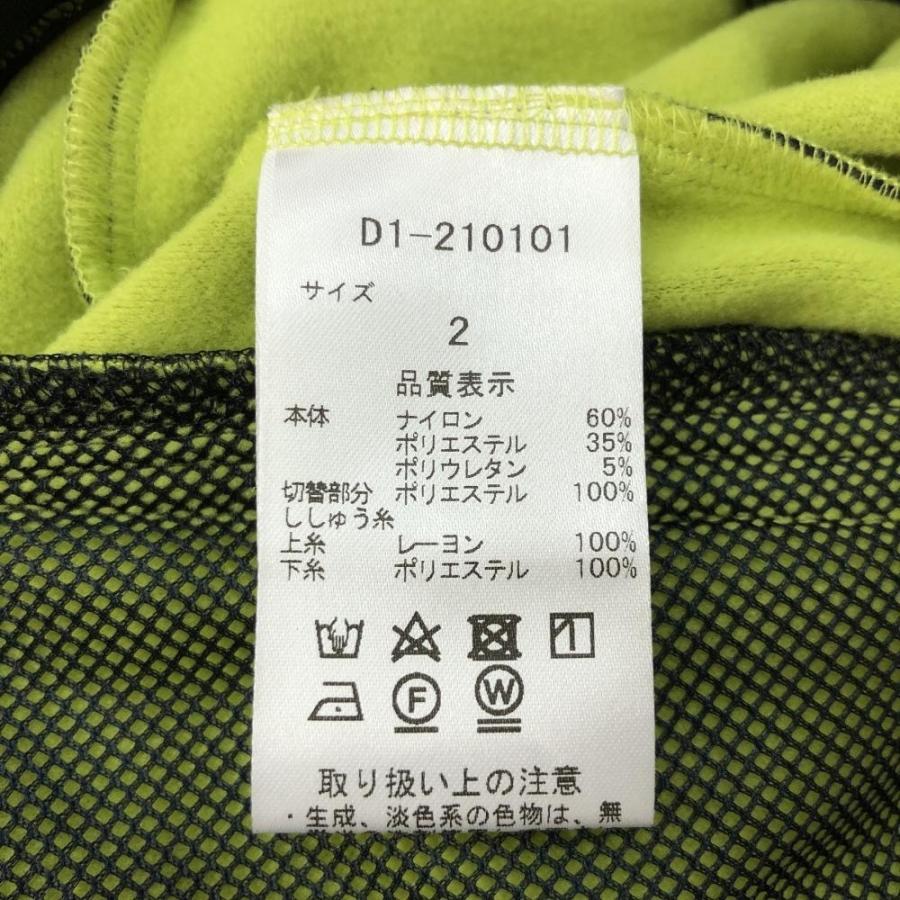 D1-210101
サイズ
2
品質表示
本体 ナイロン 60%
ポリエステル 35%
ポリウレタン 5%
切替部分 ポリエステル 100%
ししゅう糸
上糸 レーヨン 100%
下糸 ポリエステル 100%
F W
取り扱い上の注意
・生成、淡色系の色物は、無